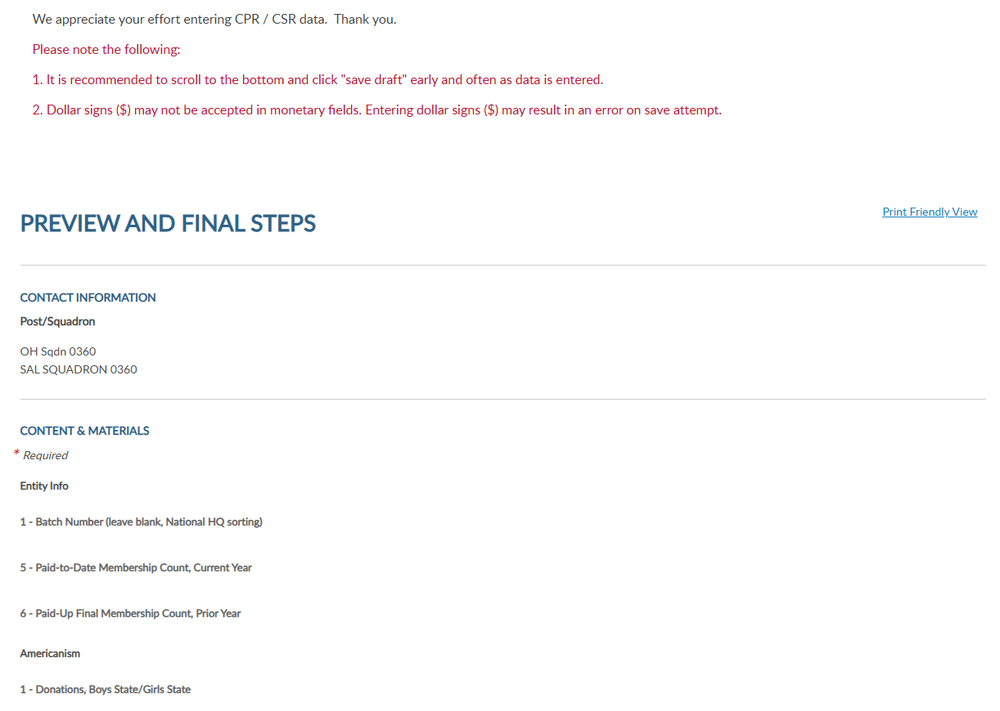 We appreciate your effort entering CPR / CSR data.  Thank you.
Please note the following:
1. It is recommended to scroll to the bottom and click "save draft" early and often as data is entered.
2. Dollar signs ($) may not be accepted in monetary fields. Entering dollar signs ($) may result in an error on save attempt.
Print Friendly View
PREVIEW AND FINAL STEPS
CONTACT INFORMATION
Post/Squadron
OH Sqdn 0360
SAL SQUADRON 0360
CONTENT & MATERIALS
* Required
Entity Info
1 - Batch Number (leave blank, National HQ sorting)
5 - Paid-to-Date Membership Count, Current Year
6 - Paid-Up Final Membership Count, Prior Year
Americanism
1 - Donations, Boys State/Girls State